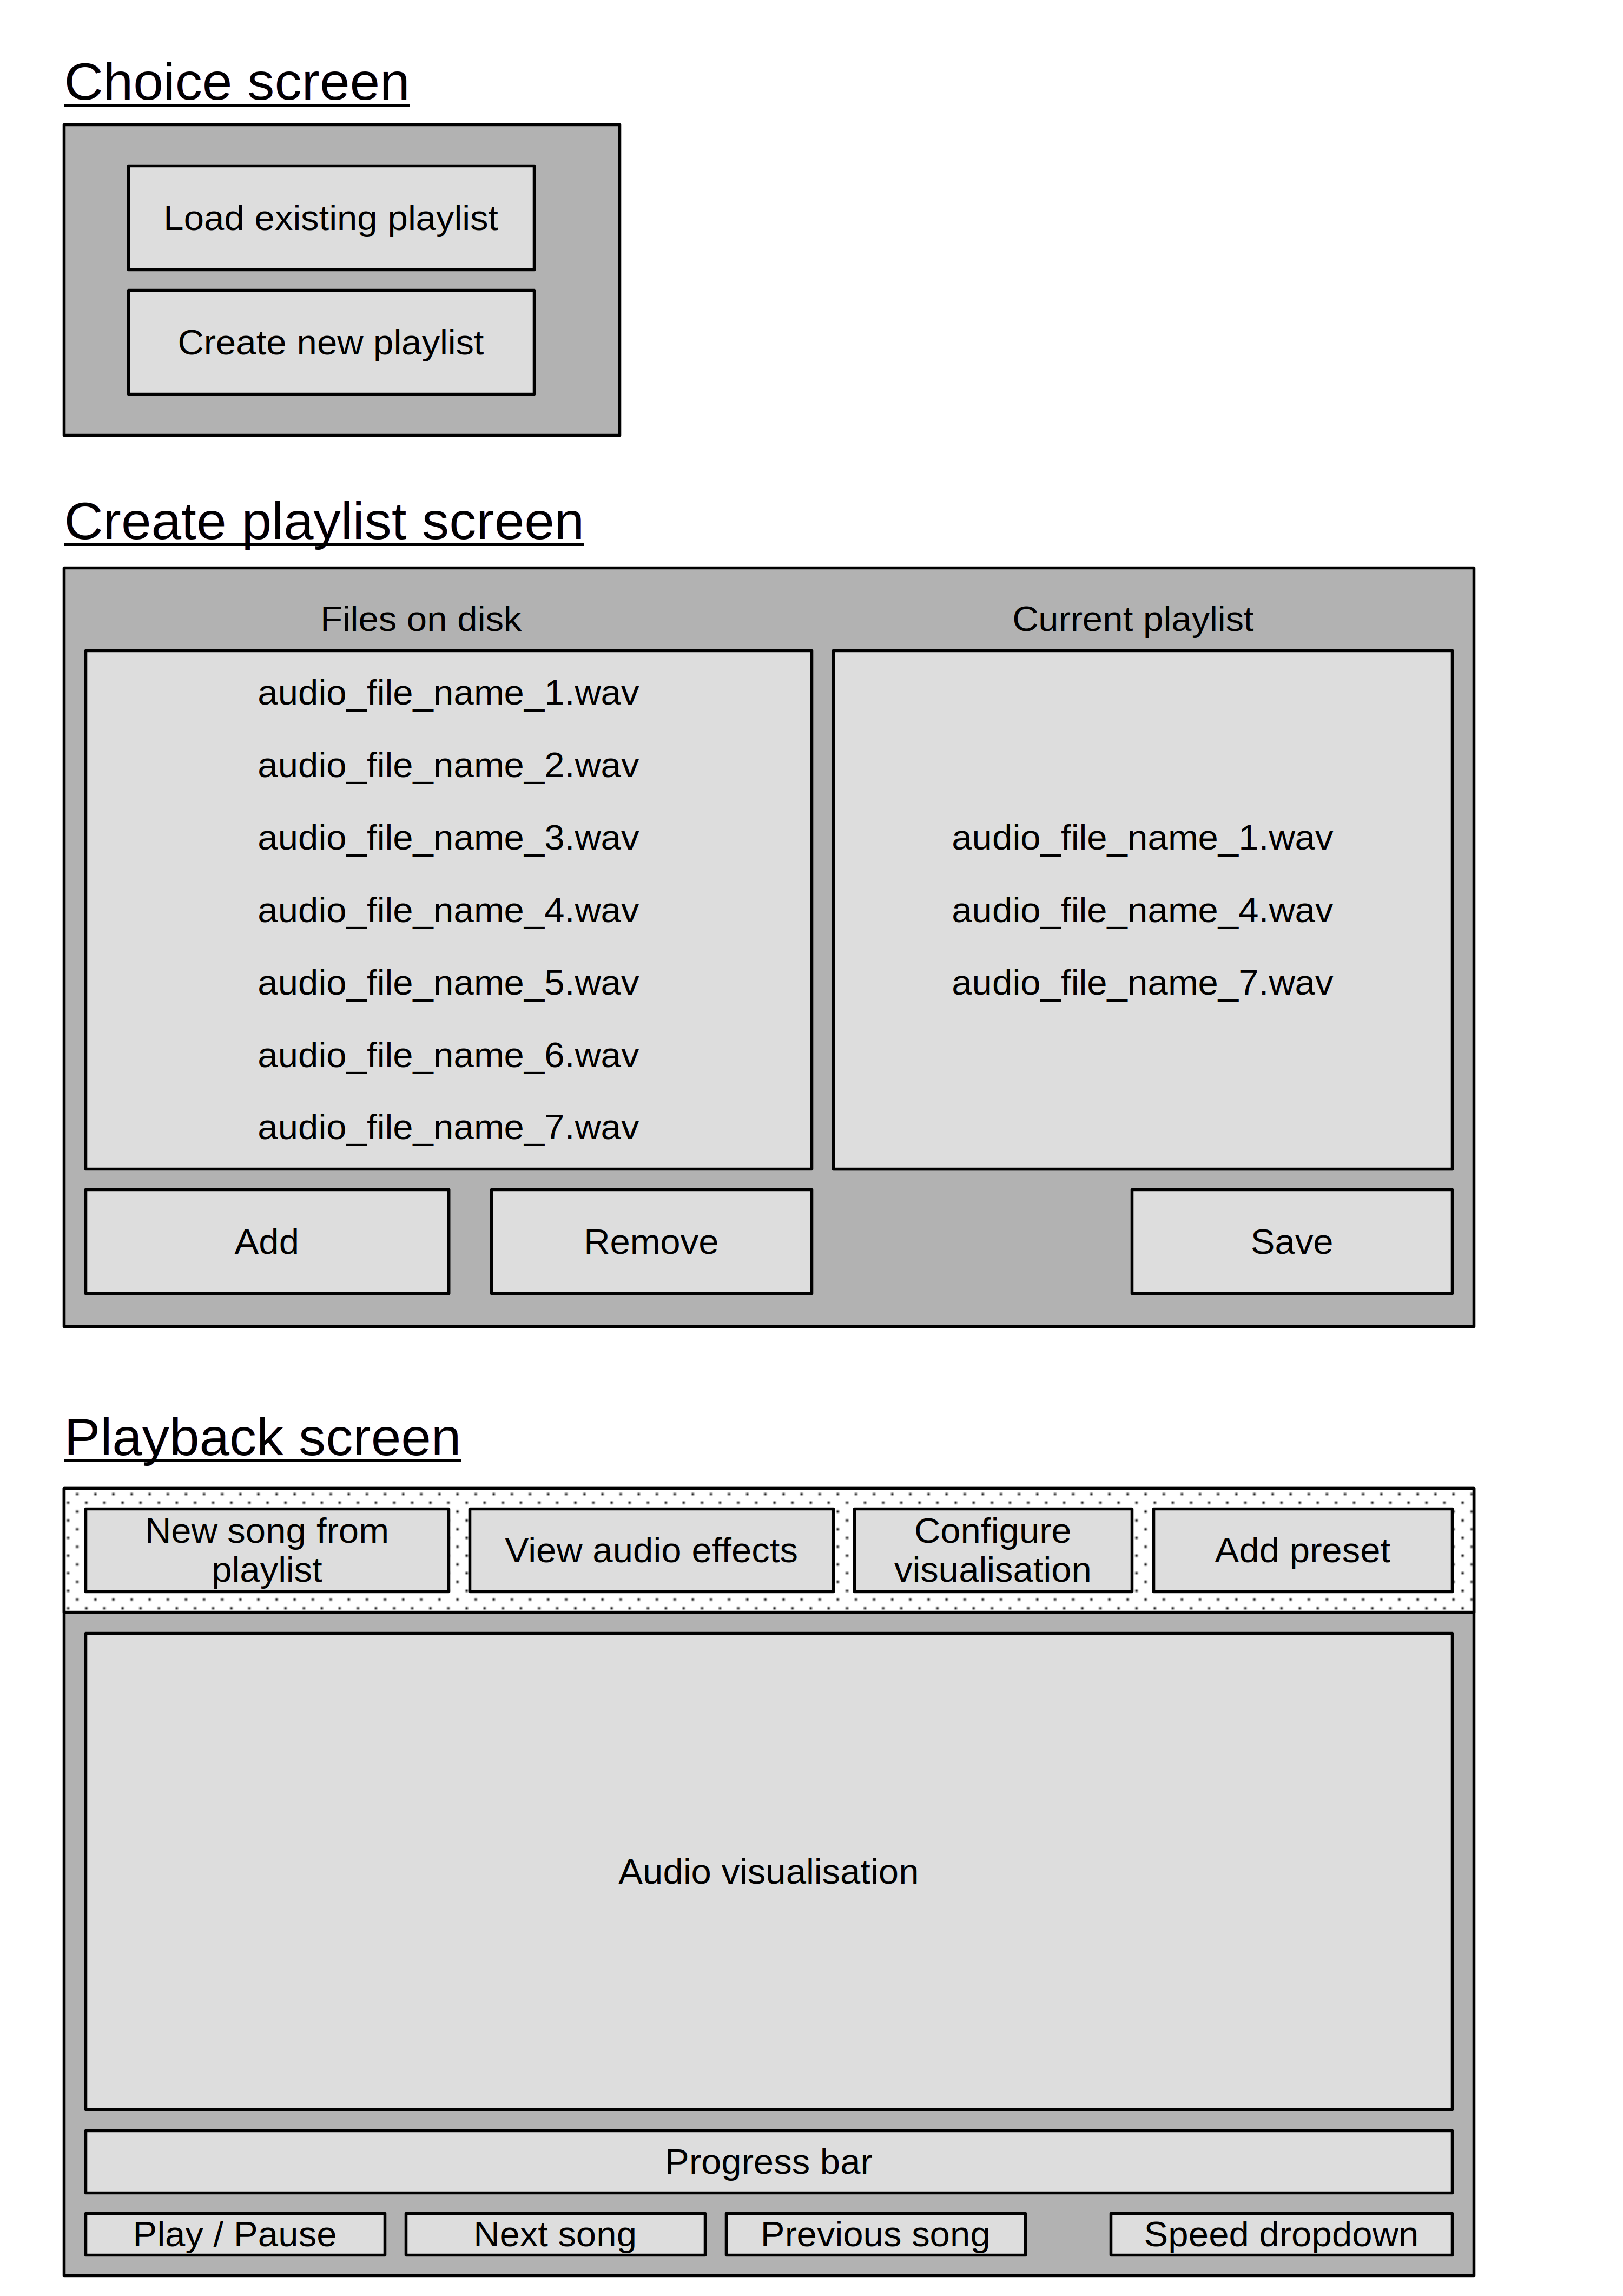 Choice screen
Load existing playlist
Create new playlist
Create playlist screen
Files on disk
Current playlist
audio_file_name_1.wav
audio_file_name_2.wav
audio_file_name_3.wav
audio_file_name_4.wav
audio_file_name_5.wav
audio_file_name_6.wav
audio_file_name_7.wav
audio_file_name_1.wav
audio_file_name_4.wav
audio_file_name_7.wav
Add
Remove
Save
Playback screen
New song from
playlist
View audio effects
Configure
visualisation
Add preset
Audio visualisation
Progress bar
Play / Pause
Next song
Previous song
Speed dropdown